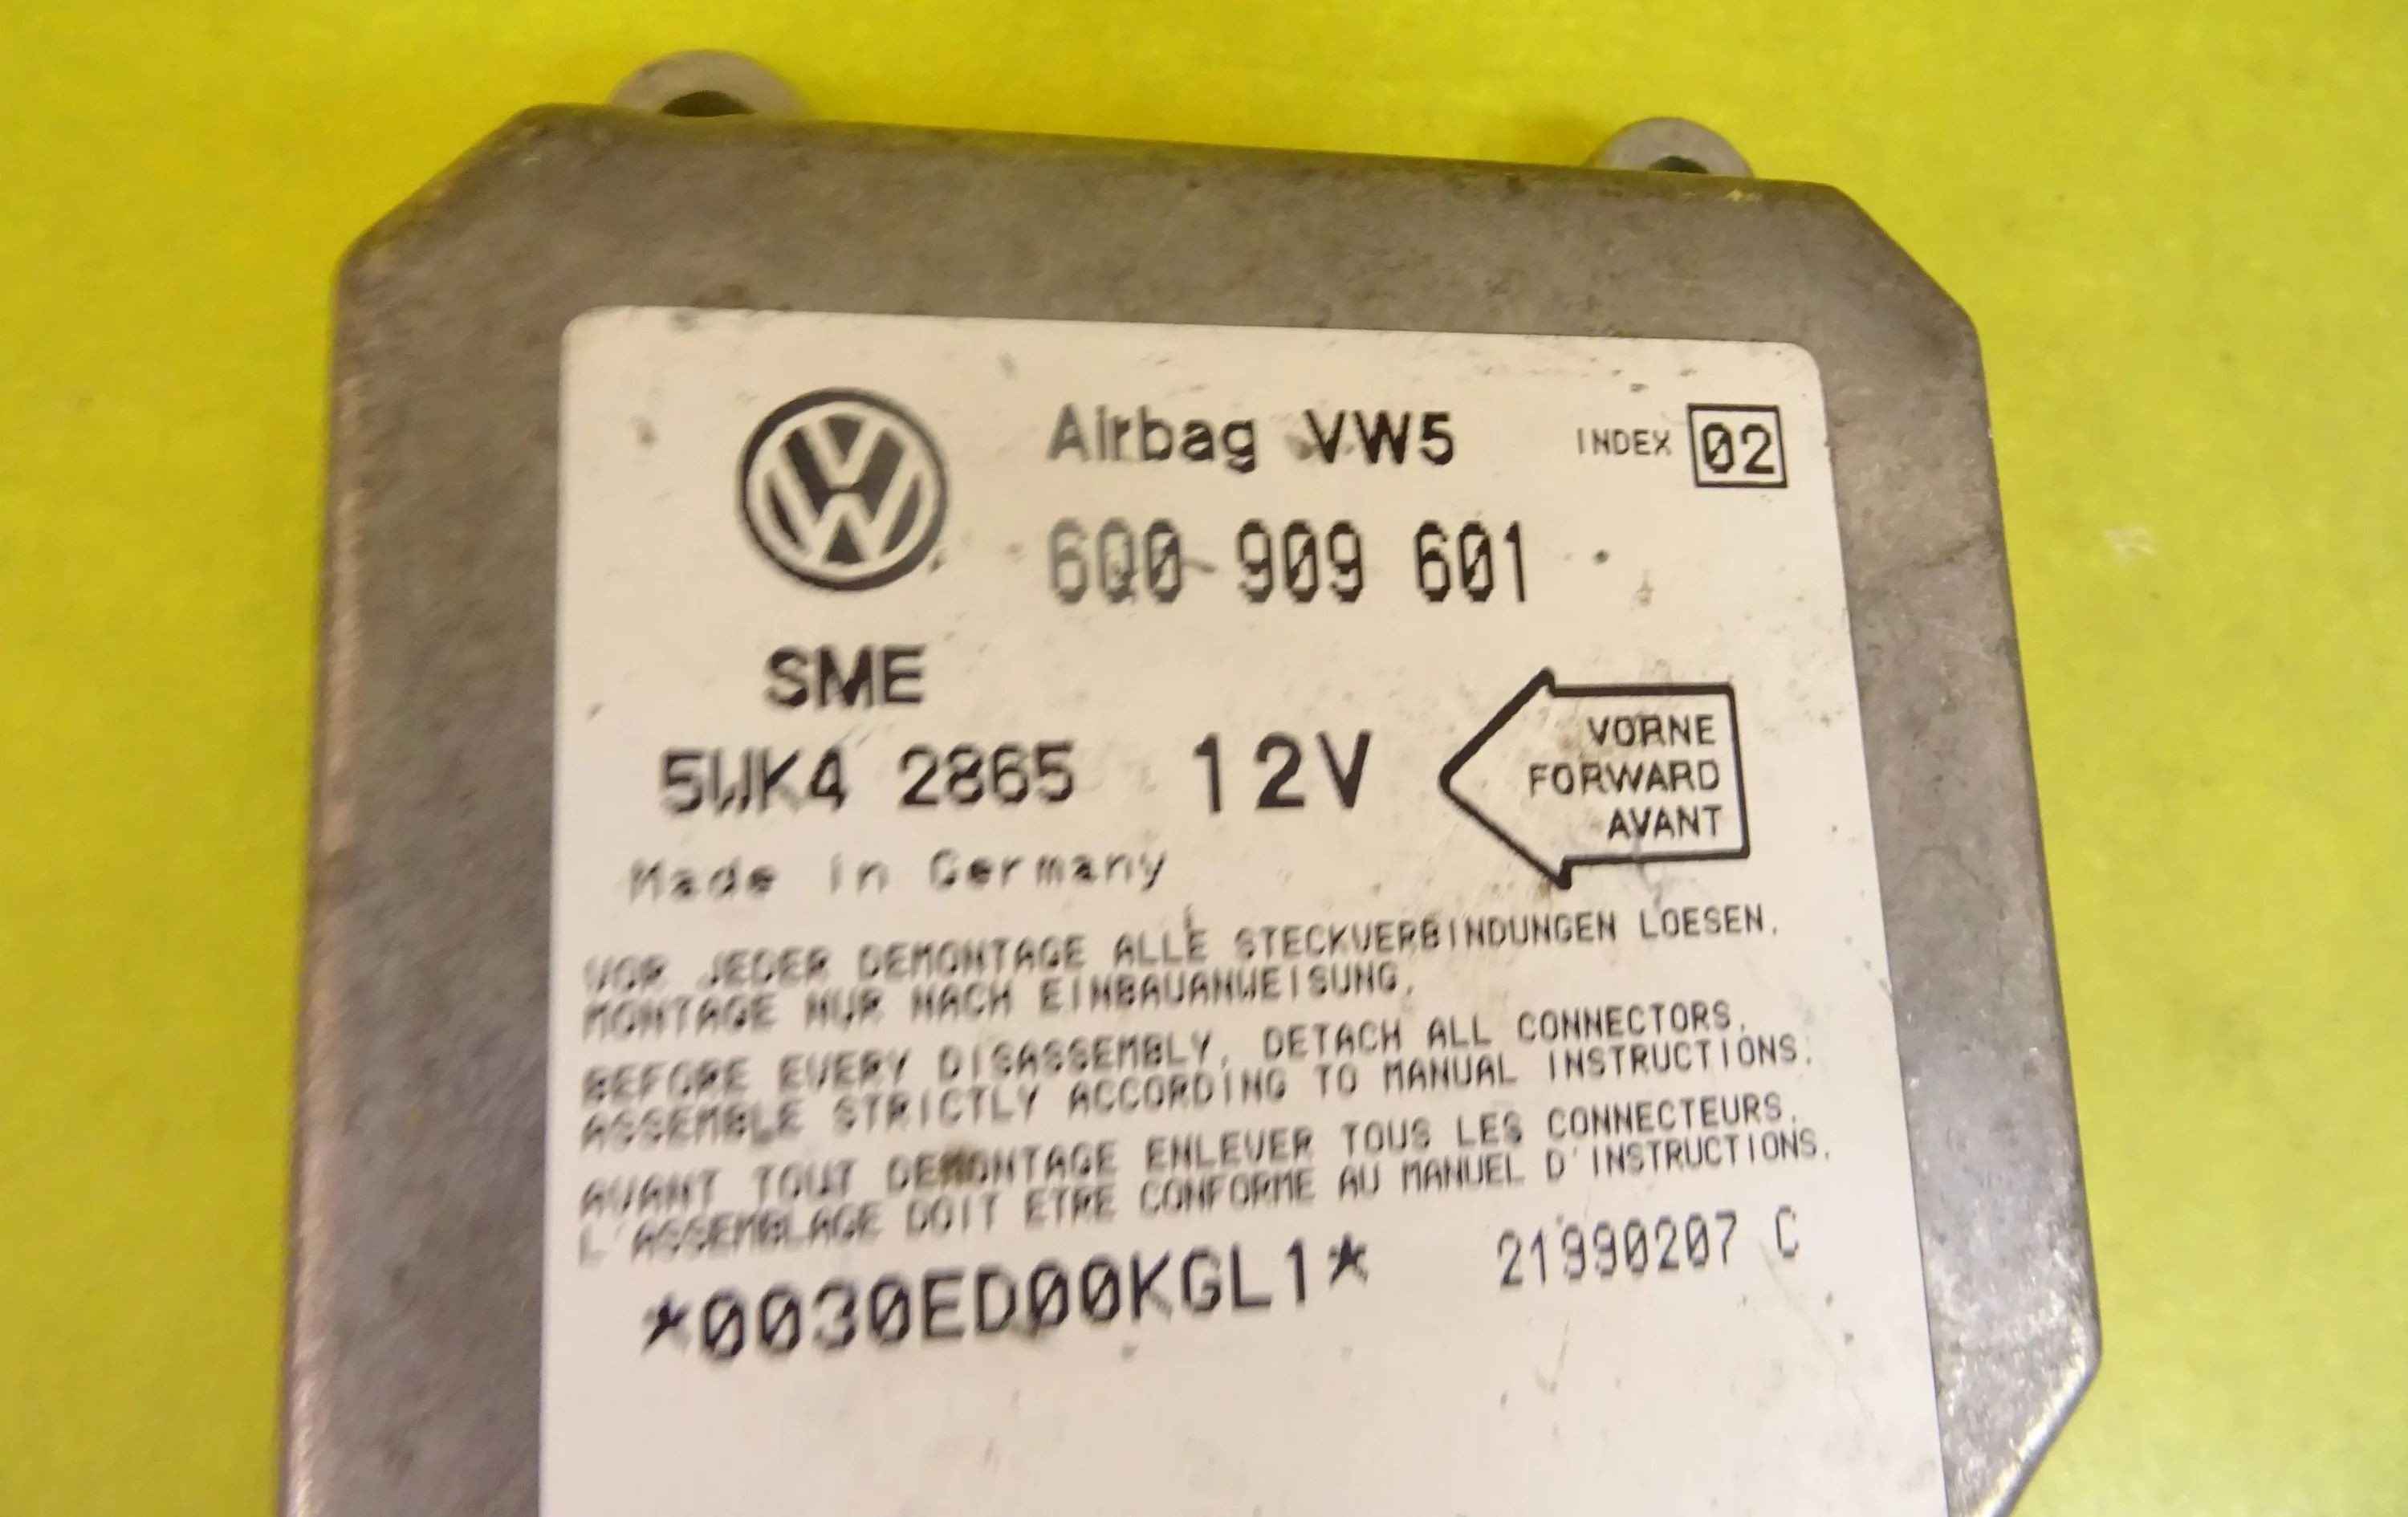 Airbag VW5 INDEX 02
6Q0 909 601
SME
5WK4 2865 12V
VORNE
FORWARD
AVANT
Made in Germany
VOR JEDER DEMONTAGE ALLE STECKVERBINDUNGEN LOESEN.
MONTAGE NUR NACH EINBAUANWEISUNG.
BEFORE EVERY DISASSEMBLY, DETACH ALL CONNECTORS.
ASSEMBLE STRICTLY ACCORDING TO MANUAL INSTRUCTIONS.
AVANT TOUT DEMONTAGE ENLEVER TOUS LES CONNECTEURS.
L'ASSEMBLAGE DOIT ETRE CONFORME AU MANUEL D'INSTRUCTIONS.
*0030ED00KGL1* 21990207 C